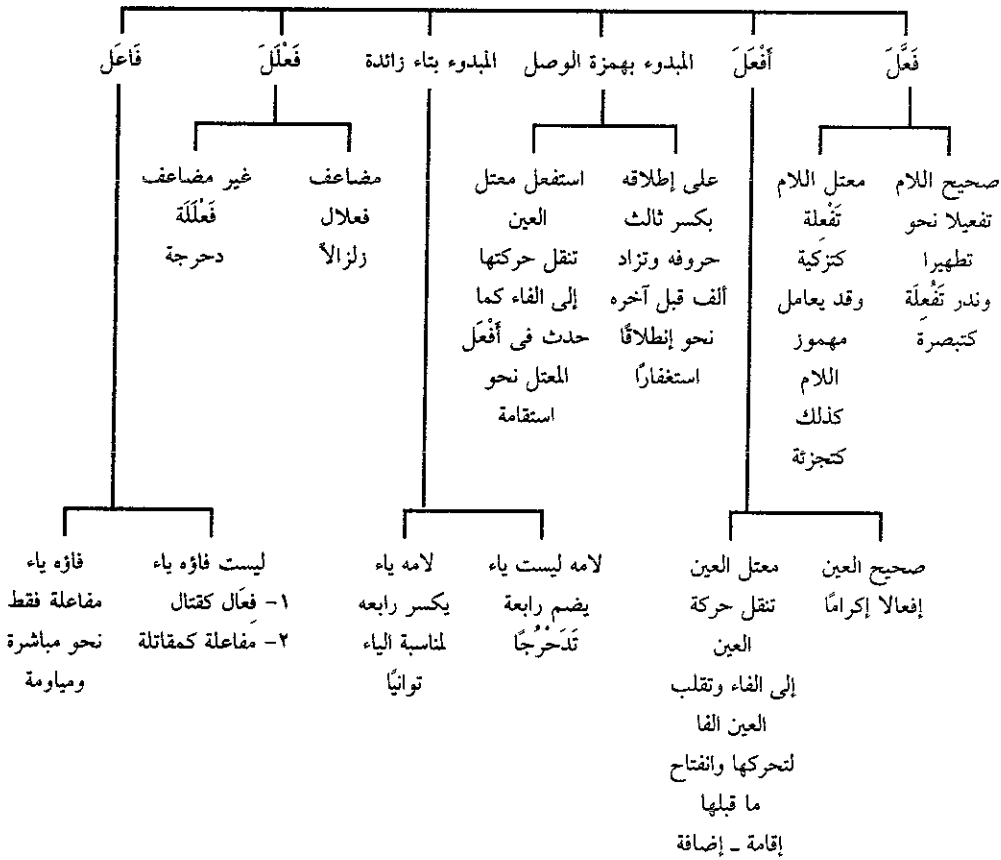 فَعَّلَ
أَفْعَلَ
المبدوء بهمزة الوصل
المبدوء بتاء زائدة
فَعْلَلَ
فَاعَل
صحيح اللام
تفعيلا نحو
تطهيرا
وندر تَفُعِلَة
كتبصرة
معتل اللام
تَفْعِلة
كتزكية
وقد يعامل
مهموز
اللام
كذلك
كتجزئة
على إطلاقه
بكسر ثالث
حروفه وتزاد
ألف قبل آخره
نحو إنطلاقًا
استغفارًا
استفعل معتل
العين
تنقل حركتها
إلى الفاء كما
حدث فى أَفْعَل
المعتل نحو
استقامة
مضاعف
فعلال
زلزالاً
غير مضاعف
فَعْلَلَة
دحرجة
صحيح العين
إفعالا إكرامًا
معتل العين
تنقل حركة
العين
إلى الفاء وتقلب
العين الفا
لتحركها وانفتاح
ما قبلها
إقامة ـ إضافة
لامه ليست ياء
يضم رابعة
تَدَحْرُجًا
لامه ياء
يكسر رابعه
لمناسبة الياء
توانيًا
ليست فاؤه ياء
١- فِعَال كقتال
٢- مفاعلة كمقاتلة
فاؤه ياء
مفاعلة فقط
نحو مباشرة
ومياومة